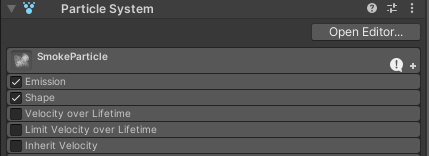 Particle System
Open Editor...
SmokeParticle
Emission
Shape
Velocity over Lifetime
Limit Velocity over Lifetime
Inherit Velocity